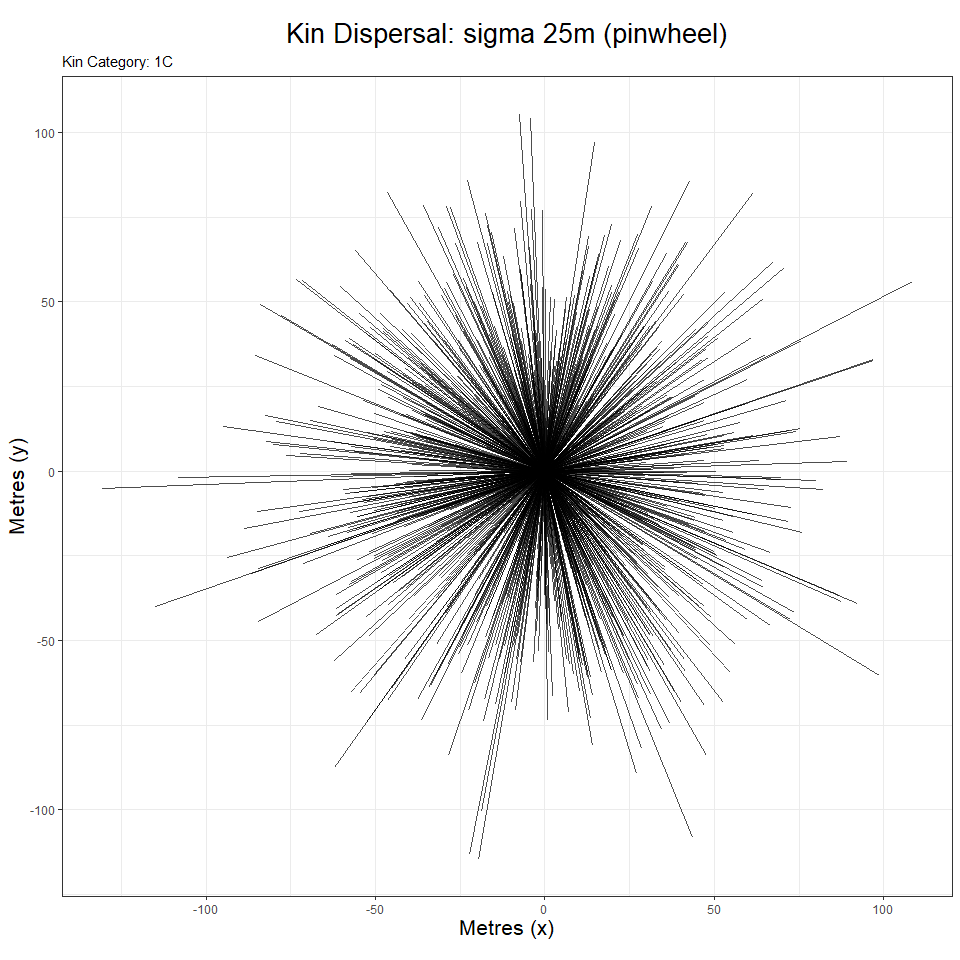 Kin Dispersal: sigma 25m (pinwheel)
Kin Category: 1C
Metres (y)
100
50
0
-50
-100
-100 -50 0 50 100
Metres (x)